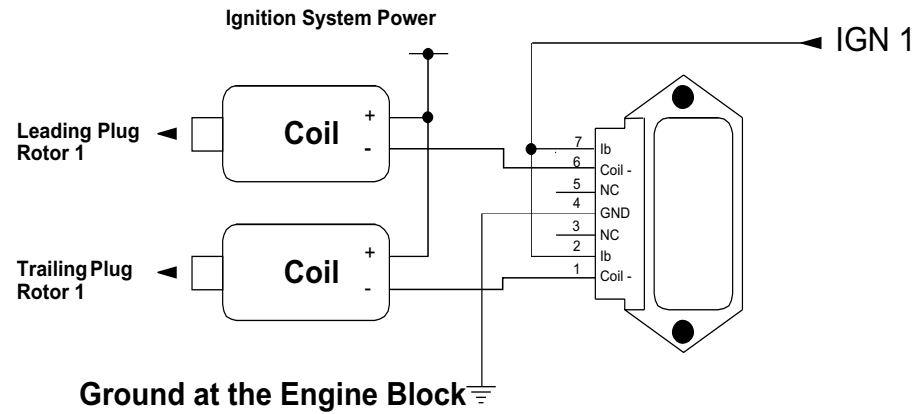 Ignition System Power
IGN 1
Leading Plug
Rotor 1
Coil
+
-
Trailing Plug
Rotor 1
Coil
+
-
7 Ib
6 Coil -
5 NC
4 GND
3 NC
2 Ib
1 Coil -
Ground at the Engine Block